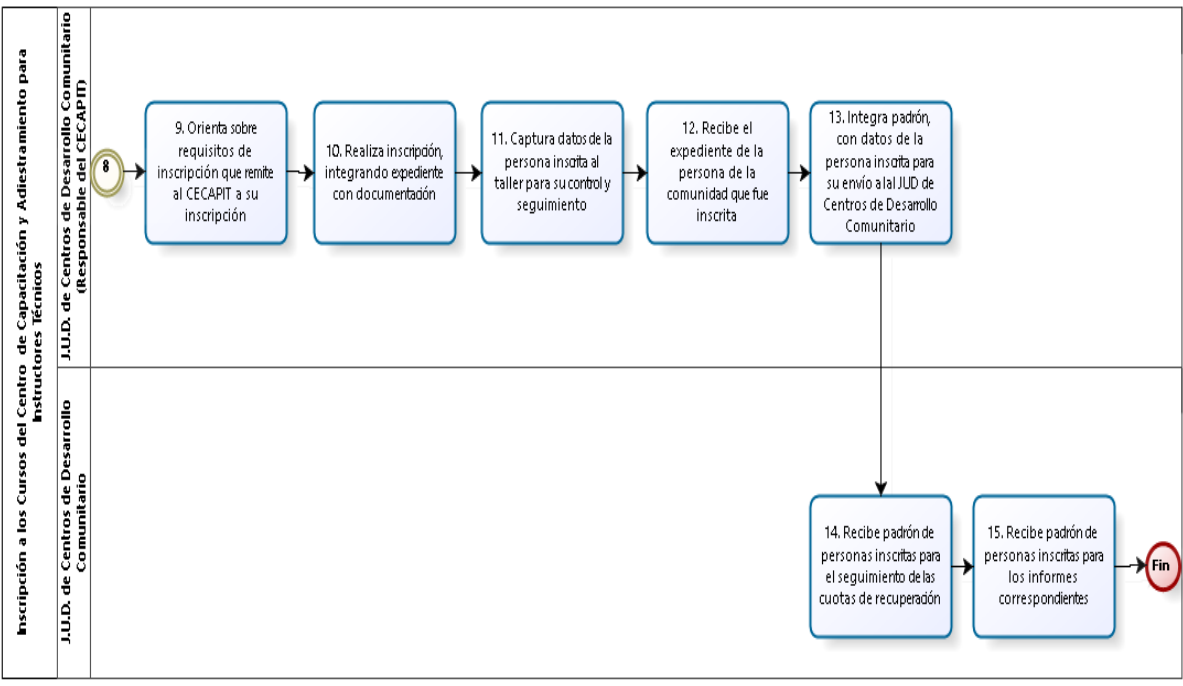 Inscripción a los Cursos del Centro de Capacitación y Adiestramiento para
Instructores Técnicos
J.U.D. de Centros de Desarrollo Comunitario
(Responsable del CECAPIT)
8
9. Orienta sobre
requisitos de
inscripción que remite
al CECAPIT a su
inscripción
10. Realiza inscripción,
integrando expediente
con documentación
11. Captura datos de la
persona inscrita al
taller para su control y
seguimiento
12. Recibe el
expediente de la
persona de la
comunidad que fue
inscrita
13. Integra padrón,
con datos de la
persona inscrita para
su envío a lal JUD de
Centros de Desarrollo
Comunitario
J.U.D. de Centros de Desarrollo
Comunitario
14. Recibe padrón de
personas inscritas para
el seguimiento de las
cuotas de recuperación
15. Recibe padrón de
personas inscritas para
los informes
correspondientes
Fin